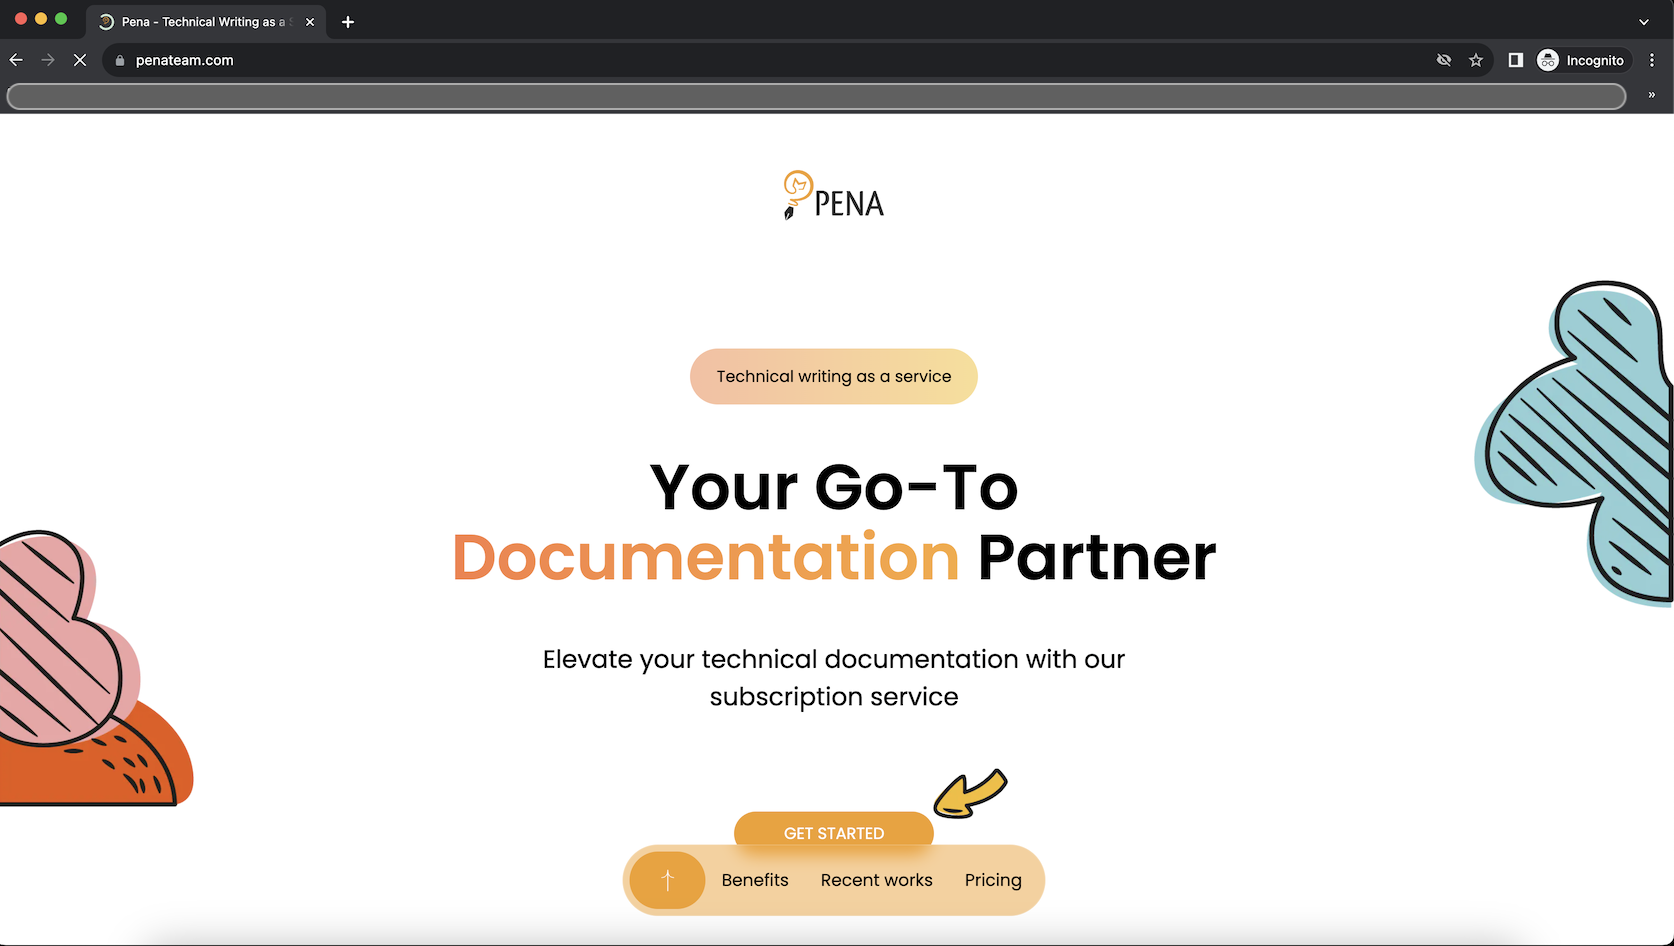 Pena - Technical Writing as a S
penateam.com
Incognito
PENA
Technical writing as a service
Your Go-To
Documentation Partner
Elevate your technical documentation with our
subscription service
GET STARTED
Benefits Recent works Pricing